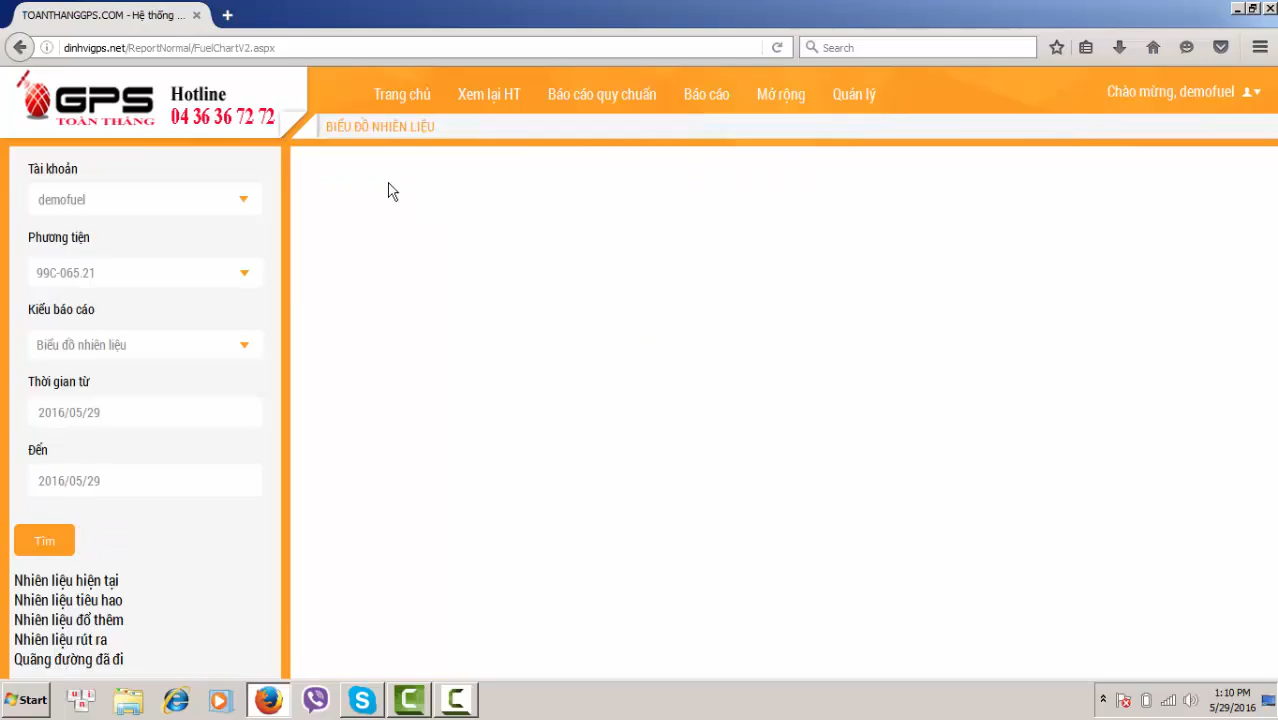 TOANTHANGGPS.COM - Hệ thống ...
dinhvigps.net/ReportNormal/FuelChartV2.aspx
Search
GPS
TOÀN THẮNG
Hotline
04 36 36 72 72
Trang chủ
Xem lại HT
Báo cáo quy chuẩn
Báo cáo
Mở rộng
Quản lý
Chào mừng, demofuel
BIỂU ĐỒ NHIÊN LIỆU
Tài khoản
demofuel
Phương tiện
99C-065.21
Kiểu báo cáo
Biểu đồ nhiên liệu
Thời gian từ
2016/05/29
Đến
2016/05/29
Tìm
Nhiên liệu hiện tại
Nhiên liệu tiêu hao
Nhiên liệu đổ thêm
Nhiên liệu rút ra
Quãng đường đã đi
Start
1:10 PM
5/29/2016